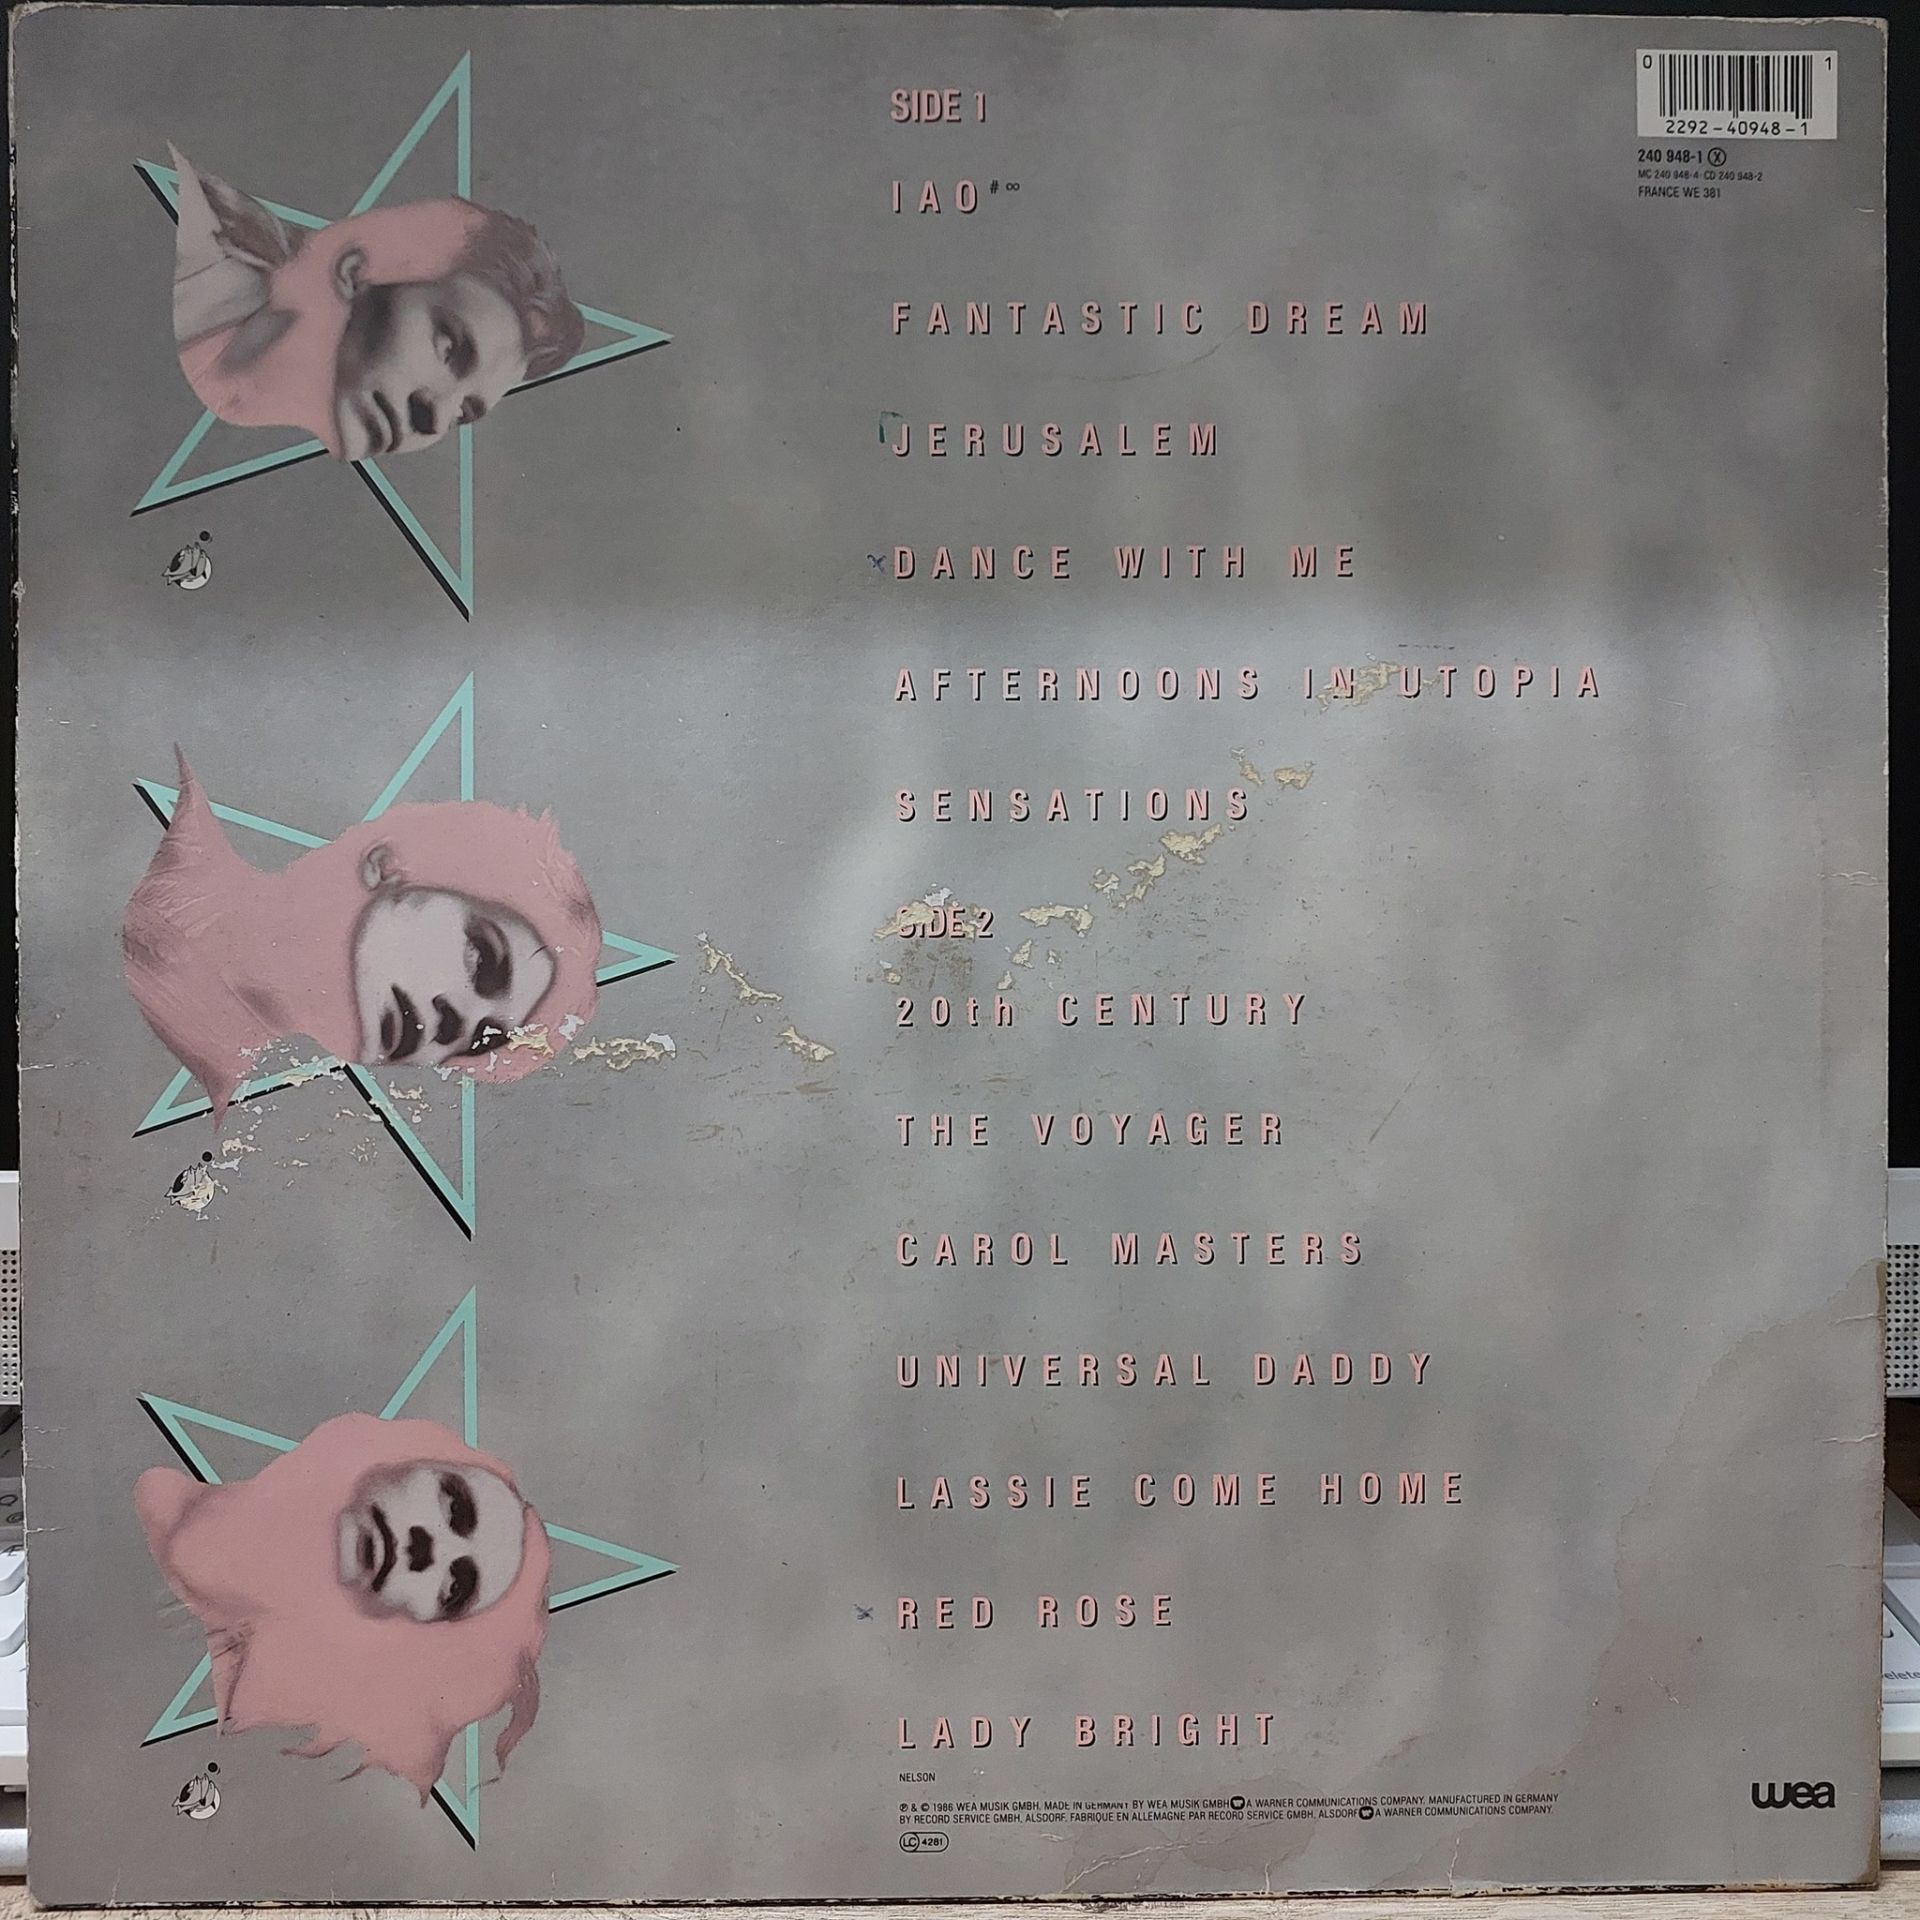 SIDE 1
IAO # ∞
FANTASTIC DREAM
JERUSALEM
DANCE WITH ME
AFTERNOONS IN UTOPIA
SENSATIONS
SIDE 2
20th CENTURY
THE VOYAGER
CAROL MASTERS
UNIVERSAL DADDY
LASSIE COME HOME
RED ROSE
LADY BRIGHT
NELSON
℗ & © 1986 WEA MUSIK GMBH. MADE IN GERMANY BY WEA MUSIK GMBH A WARNER COMMUNICATIONS COMPANY. MANUFACTURED IN GERMANY
BY RECORD SERVICE GMBH, ALSDORF. FABRIQUE EN ALLEMAGNE PAR RECORD SERVICE GMBH, ALSDORF A WARNER COMMUNICATIONS COMPANY.
LC 4281
0 1
2292-40948-1
240 948-1 Ⓧ
MC 240 948-4 · CD 240 948-2
FRANCE WE 381
wea